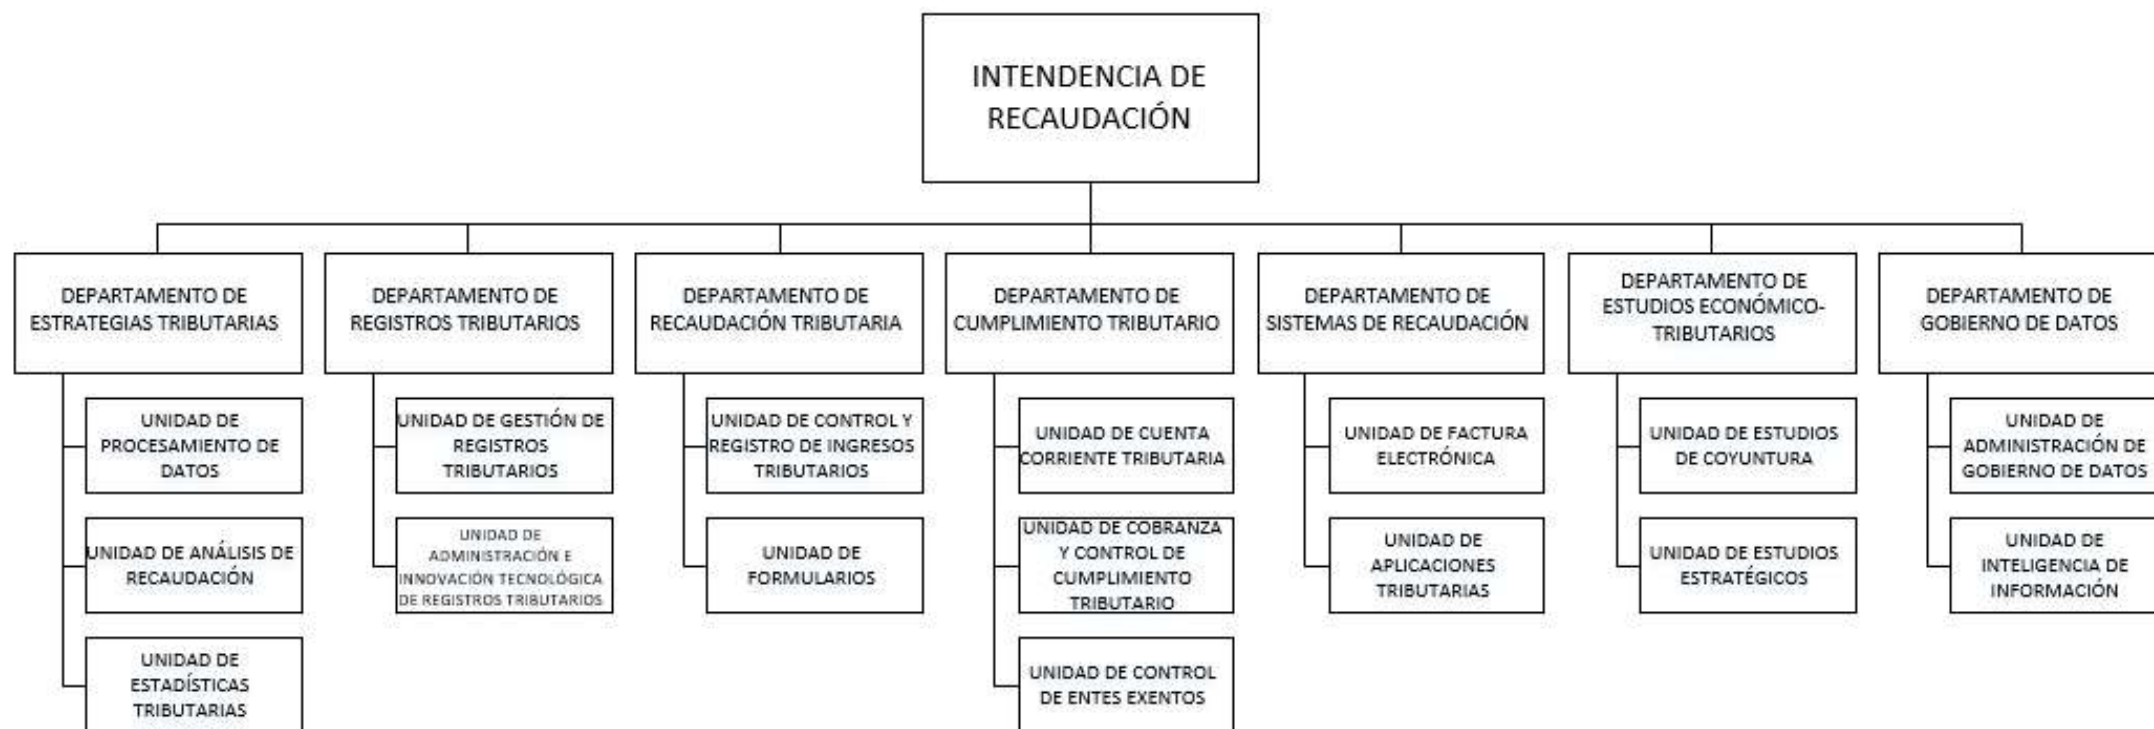 INTENDENCIA DE
RECAUDACIÓN
DEPARTAMENTO DE
ESTRATEGIAS TRIBUTARIAS
UNIDAD DE
PROCESAMIENTO DE
DATOS
UNIDAD DE ANÁLISIS DE
RECAUDACIÓN
UNIDAD DE
ESTADÍSTICAS
TRIBUTARIAS
DEPARTAMENTO DE
REGISTROS TRIBUTARIOS
UNIDAD DE GESTIÓN DE
REGISTROS
TRIBUTARIOS
UNIDAD DE
ADMINISTRACIÓN E
INNOVACIÓN TECNOLÓGICA
DE REGISTROS TRIBUTARIOS
DEPARTAMENTO DE
RECAUDACIÓN TRIBUTARIA
UNIDAD DE CONTROL Y
REGISTRO DE INGRESOS
TRIBUTARIOS
UNIDAD DE
FORMULARIOS
DEPARTAMENTO DE
CUMPLIMIENTO TRIBUTARIO
UNIDAD DE CUENTA
CORRIENTE TRIBUTARIA
UNIDAD DE COBRANZA
Y CONTROL DE
CUMPLIMIENTO
TRIBUTARIO
UNIDAD DE CONTROL
DE ENTES EXENTOS
DEPARTAMENTO DE
SISTEMAS DE RECAUDACIÓN
UNIDAD DE FACTURA
ELECTRÓNICA
UNIDAD DE
APLICACIONES
TRIBUTARIAS
DEPARTAMENTO DE
ESTUDIOS ECONÓMICO-
TRIBUTARIOS
UNIDAD DE ESTUDIOS
DE COYUNTURA
UNIDAD DE ESTUDIOS
ESTRATÉGICOS
DEPARTAMENTO DE
GOBIERNO DE DATOS
UNIDAD DE
ADMINISTRACIÓN DE
GOBIERNO DE DATOS
UNIDAD DE
INTELIGENCIA DE
INFORMACIÓN